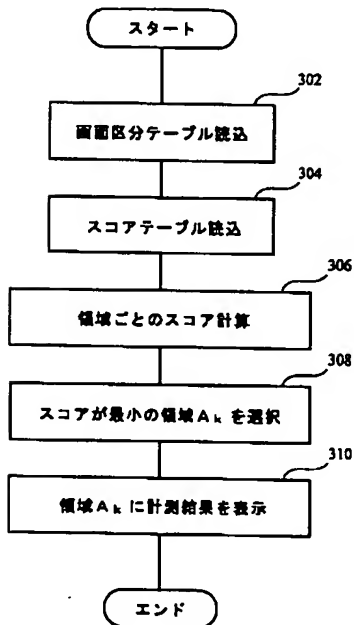 スタート
302
画面区分テーブル読込
304
スコアテーブル読込
306
領域ごとのスコア計算
308
スコアが最小の領域Akを選択
310
領域Akに計測結果を表示
エンド